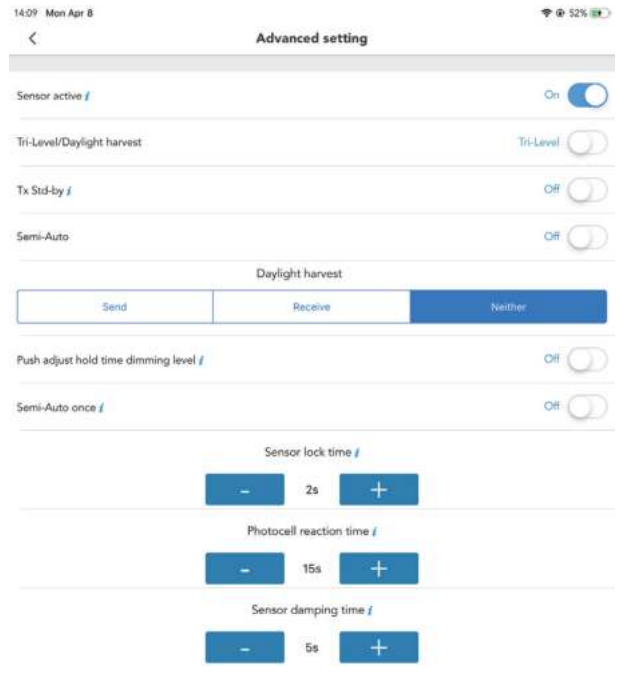 14:09 Mon Apr 8 52%
Advanced setting
Sensor active i On
Tri-Level/Daylight harvest Tri-Level
Tx Std-by i Off
Semi-Auto Off
Daylight harvest
Send Receive Neither
Push adjust hold time dimming level i Off
Semi-Auto once i Off
Sensor lock time i
- 2s +
Photocell reaction time i
- 15s +
Sensor damping time i
- 5s +